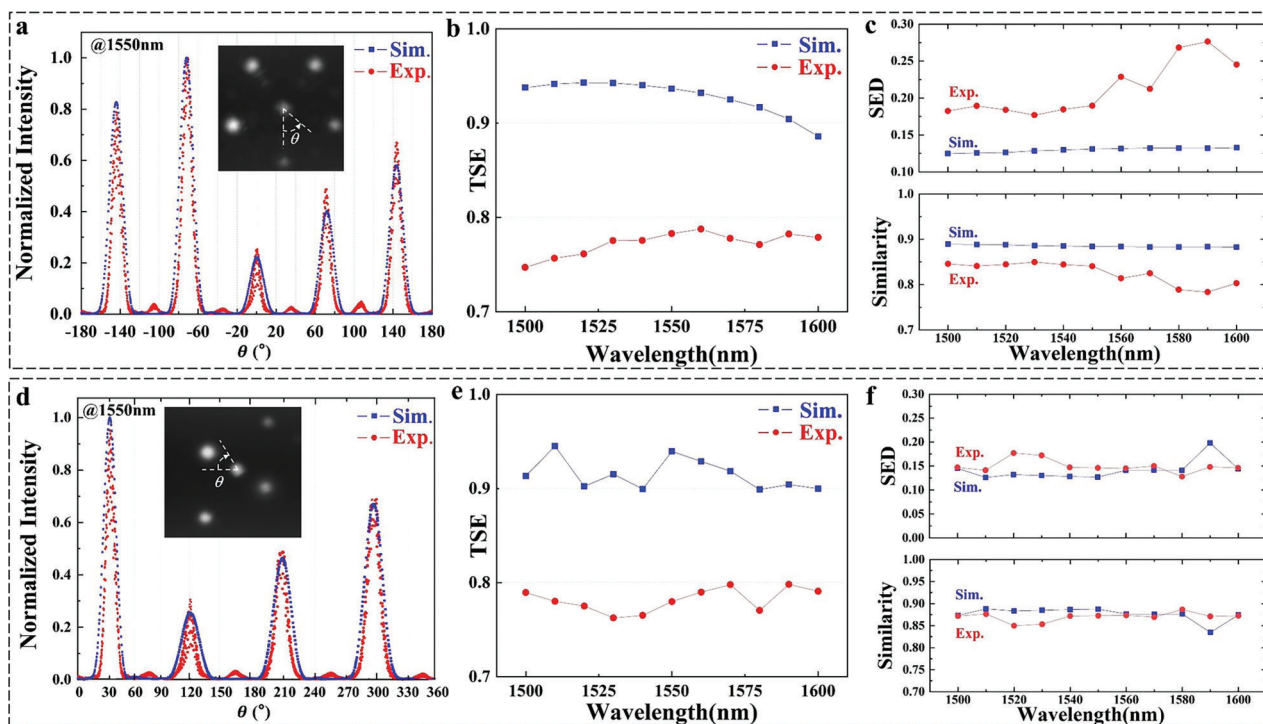 a
@1550nm
Sim.
Exp.
θ
Normalized Intensity
1.0
0.8
0.6
0.4
0.2
0.0
-180 -140 -100 -60 -20 20 60 100 140 180
θ (°)
b
Sim.
Exp.
TSE
1.0
0.9
0.8
0.7
1500 1525 1550 1575 1600
Wavelength(nm)
c
SED
0.30
0.25
0.20
0.15
0.10
Exp.
Sim.
Similarity
1.0
0.9
0.8
0.7
Sim.
Exp.
1500 1520 1540 1560 1580 1600
Wavelength(nm)
d
@1550nm
Sim.
Exp.
θ
Normalized Intensity
1.0
0.8
0.6
0.4
0.2
0.0
0 30 60 90 120 150 180 210 240 270 300 330 360
θ (°)
e
Sim.
Exp.
TSE
1.0
0.9
0.8
0.7
1500 1525 1550 1575 1600
Wavelength(nm)
f
SED
0.30
0.25
0.20
0.15
0.10
0.05
0.00
Exp.
Sim.
Similarity
1.00
0.95
0.90
0.85
0.80
0.75
0.70
Sim.
Exp.
1500 1520 1540 1560 1580 1600
Wavelength(nm)